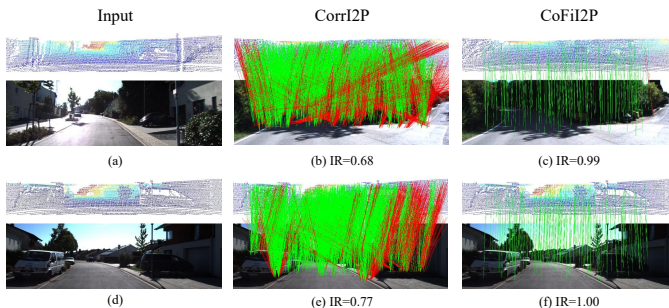 Input CorrI2P CoFiI2P
(a) (b) IR=0.68 (c) IR=0.99
(d) (e) IR=0.77 (f) IR=1.00